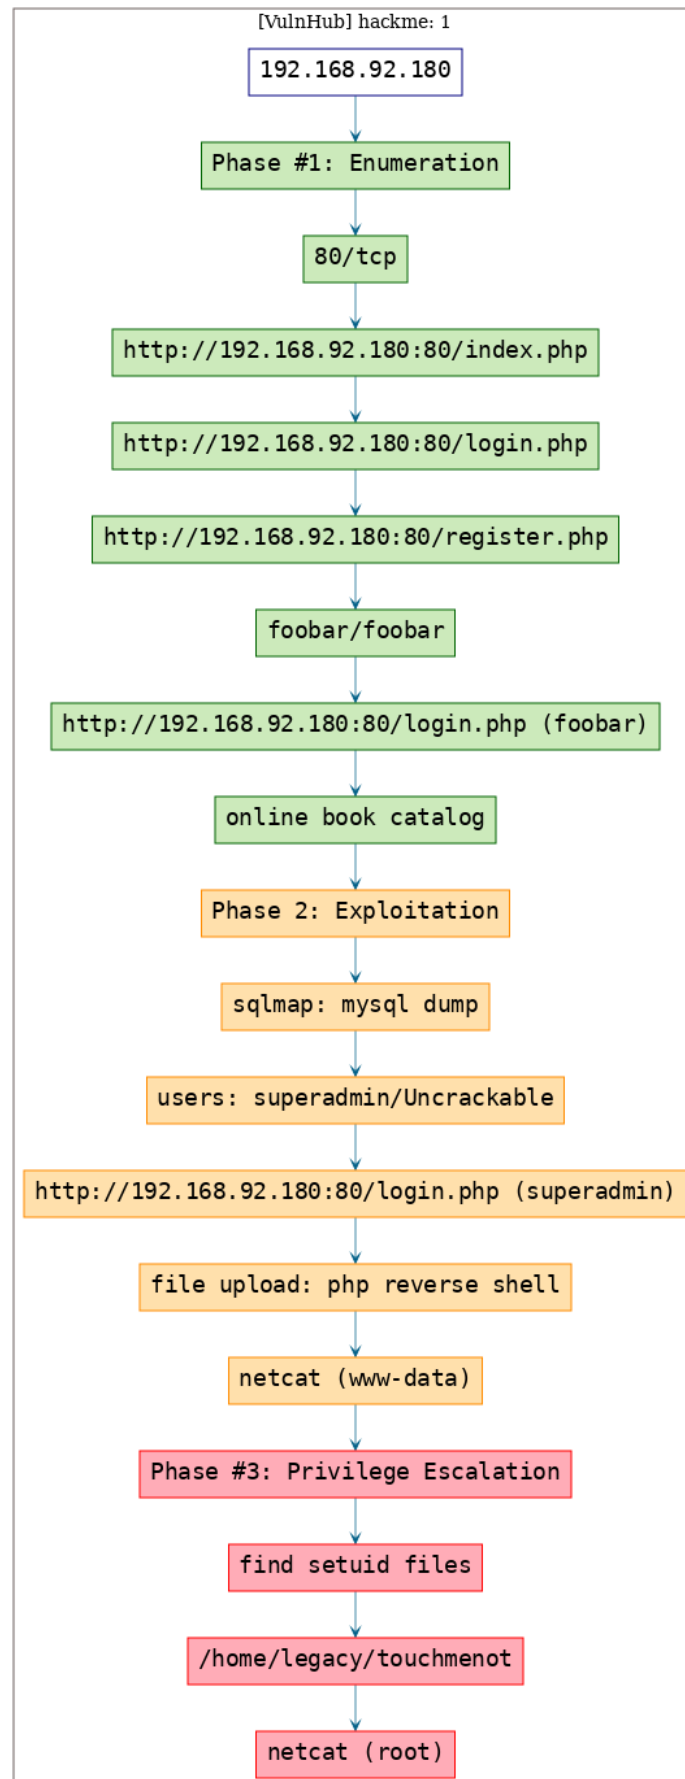 [VulnHub] hackme: 1
192.168.92.180
Phase #1: Enumeration
80/tcp
http://192.168.92.180:80/index.php
http://192.168.92.180:80/login.php
http://192.168.92.180:80/register.php
foobar/foobar
http://192.168.92.180:80/login.php (foobar)
online book catalog
Phase 2: Exploitation
sqlmap: mysql dump
users: superadmin/Uncrackable
http://192.168.92.180:80/login.php (superadmin)
file upload: php reverse shell
netcat (www-data)
Phase #3: Privilege Escalation
find setuid files
/home/legacy/touchmenot
netcat (root)